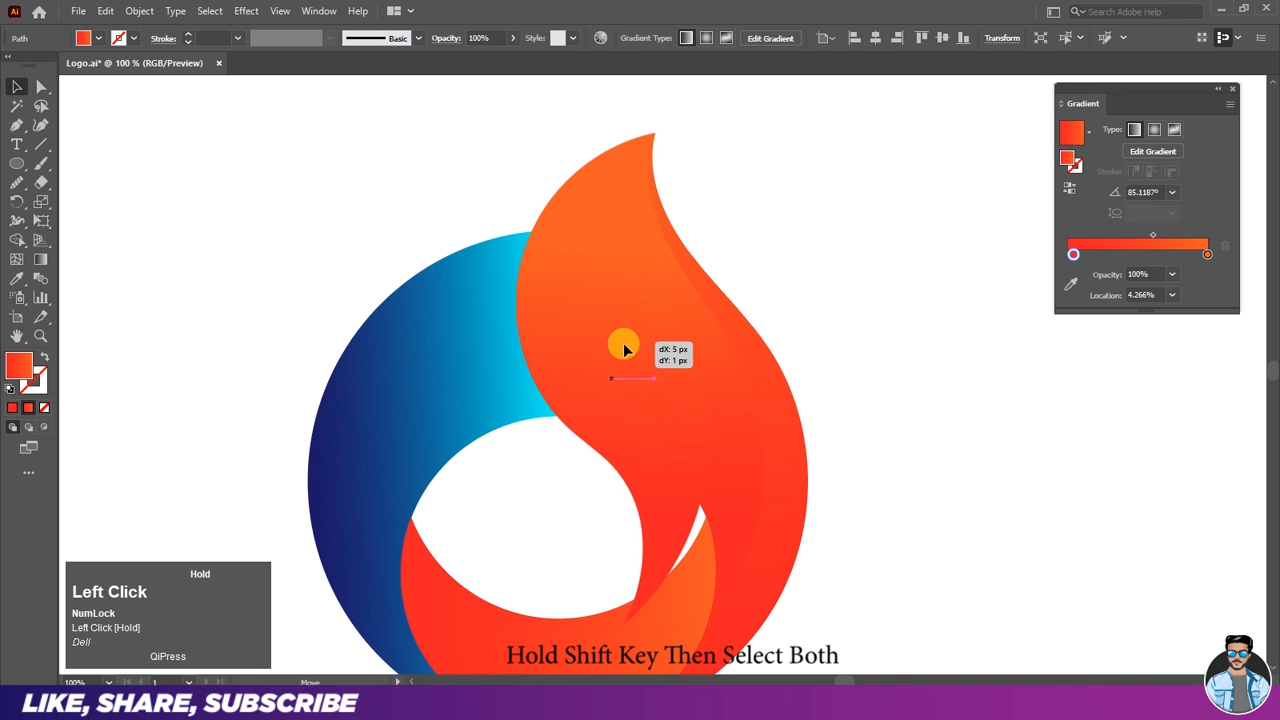 Ai File Edit Object Type Select Effect View Window Help Search Adobe Help
Path Stroke: Basic Opacity: 100% Style: Gradient Type: Edit Gradient Transform
Logo.ai* @ 100 % (RGB/Preview) ×
Gradient
Type:
Edit Gradient
Stroke:
85.1187°
Opacity: 100%
Location: 4.266%
dX: 5 px
dY: 1 px
Hold
Left Click
NumLock
Left Click [Hold]
Dell
QiPress
Hold Shift Key Then Select Both
100% 1 Move
LIKE, SHARE, SUBSCRIBE